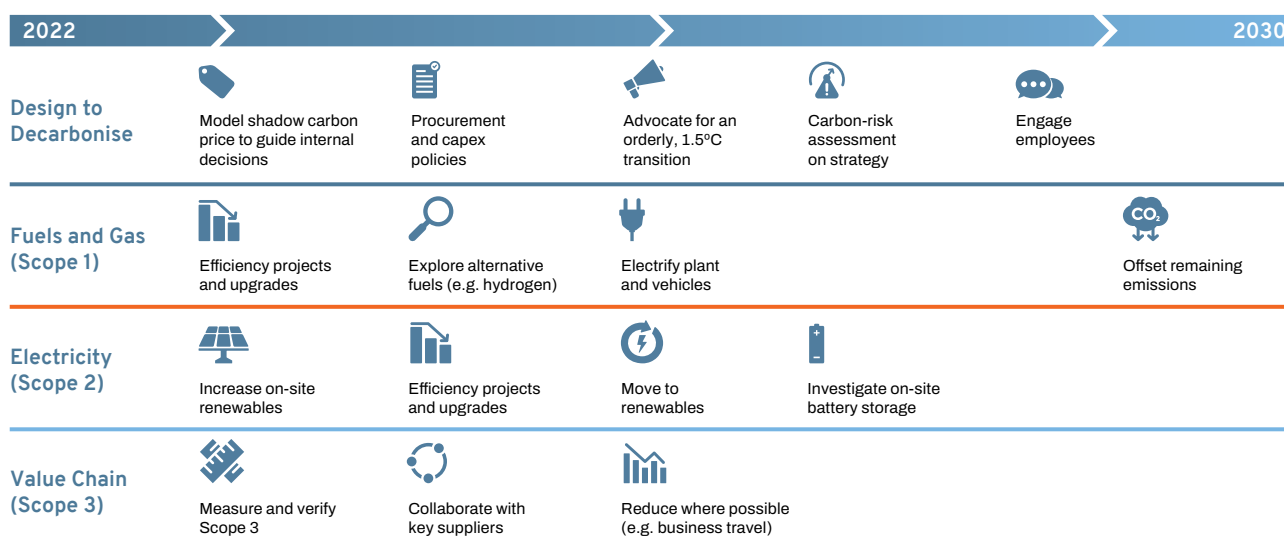 2022
2030
Design to
Decarbonise
Model shadow carbon
price to guide internal
decisions
Procurement
and capex
policies
Advocate for an
orderly, 1.5ºC
transition
Carbon-risk
assessment
on strategy
Engage
employees
Fuels and Gas
(Scope 1)
Efficiency projects
and upgrades
Explore alternative
fuels (e.g. hydrogen)
Electrify plant
and vehicles
CO₂
Offset remaining
emissions
Electricity
(Scope 2)
Increase on-site
renewables
Efficiency projects
and upgrades
Move to
renewables
Investigate on-site
battery storage
Value Chain
(Scope 3)
Measure and verify
Scope 3
Collaborate with
key suppliers
Reduce where possible
(e.g. business travel)